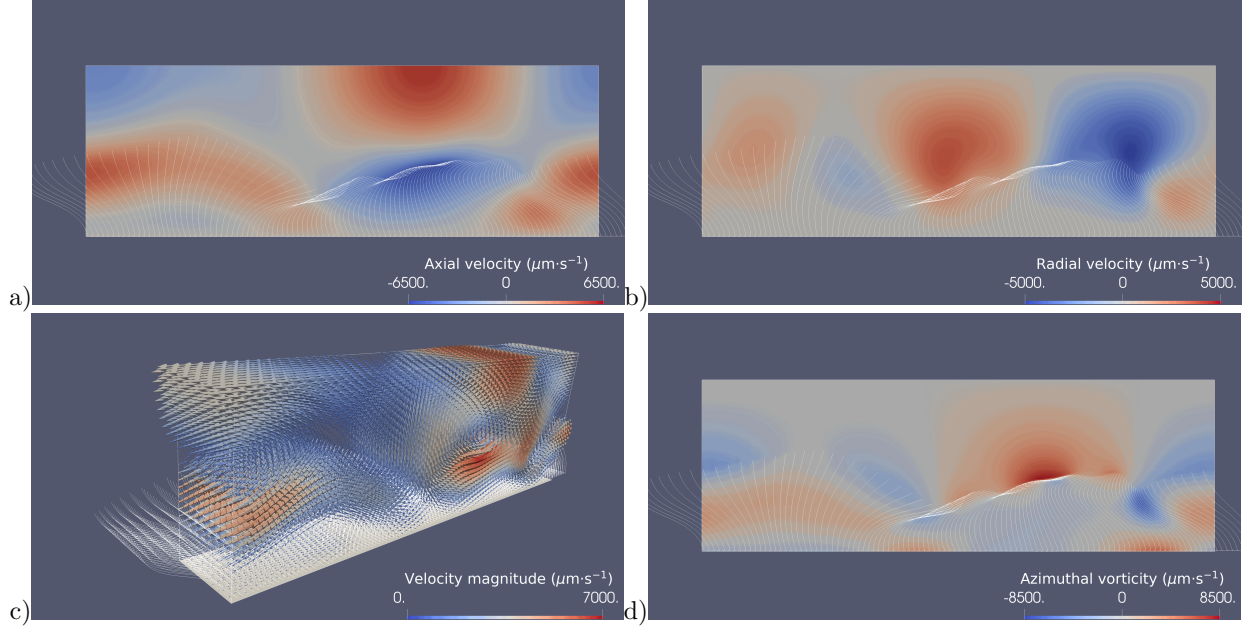 Axial velocity (μm·s⁻¹)
-6500. 0 6500.
a)
Radial velocity (μm·s⁻¹)
-5000. 0 5000.
b)
Velocity magnitude (μm·s⁻¹)
0. 7000.
c)
Azimuthal vorticity (μm·s⁻¹)
-8500. 0 8500.
d)